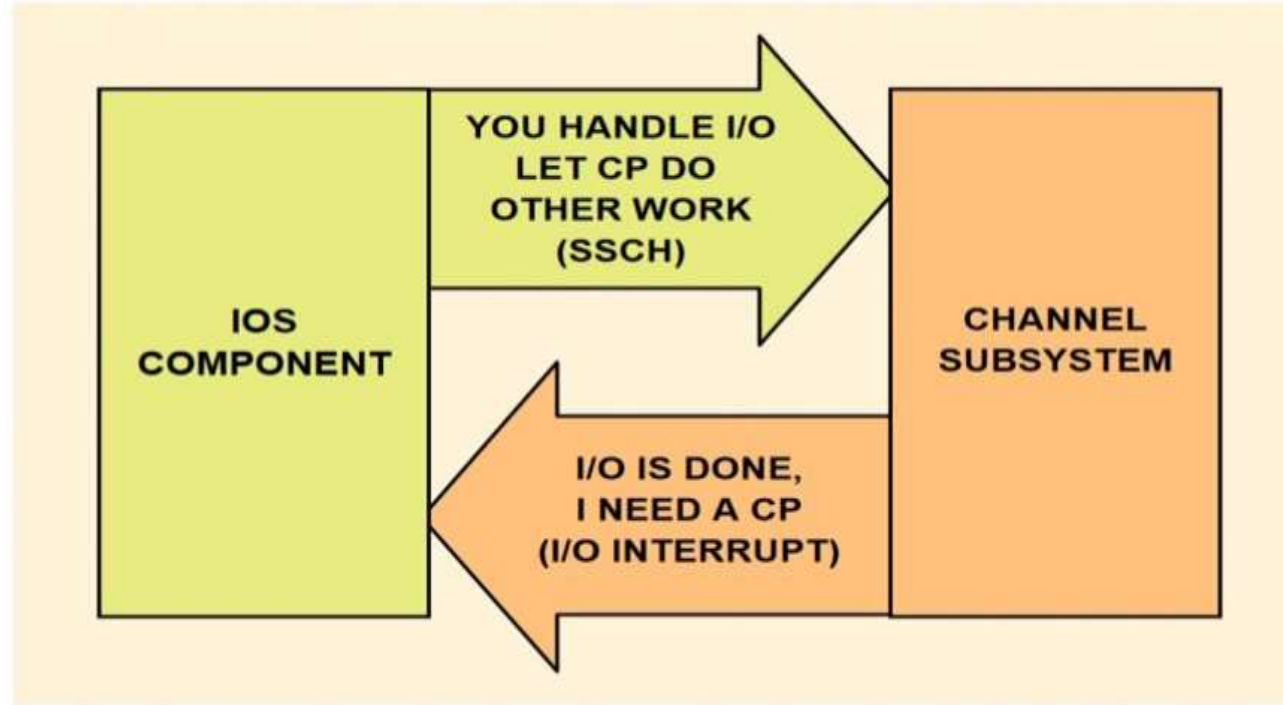 IOS
COMPONENT
YOU HANDLE I/O
LET CP DO
OTHER WORK
(SSCH)
I/O IS DONE,
I NEED A CP
(I/O INTERRUPT)
CHANNEL
SUBSYSTEM